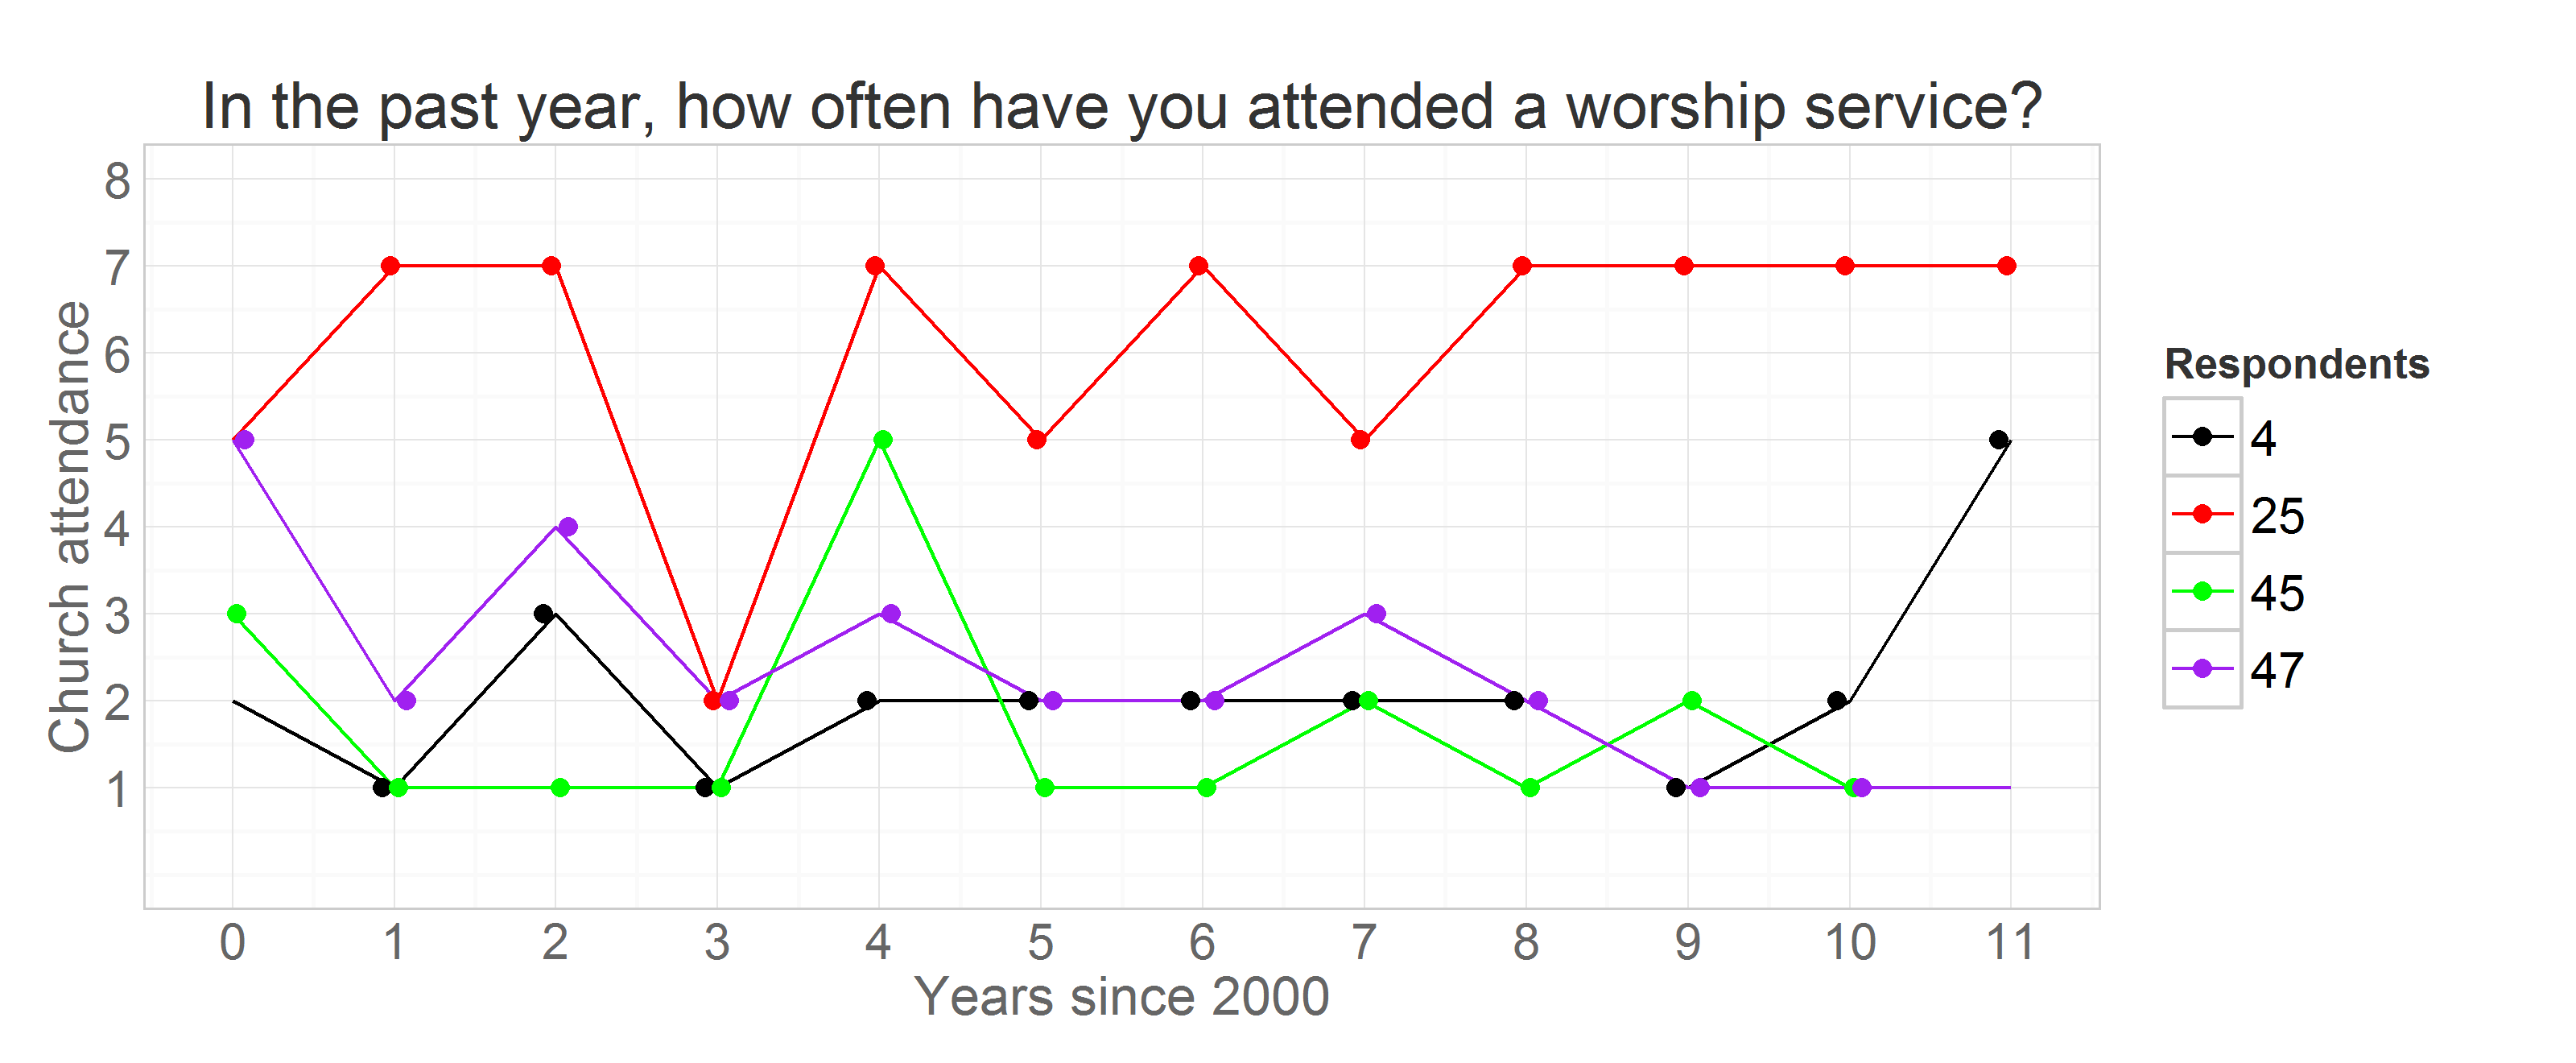 In the past year, how often have you attended a worship service?
Church attendance
8
7
6
5
4
3
2
1
0 1 2 3 4 5 6 7 8 9 10 11
Years since 2000
Respondents
4
25
45
47